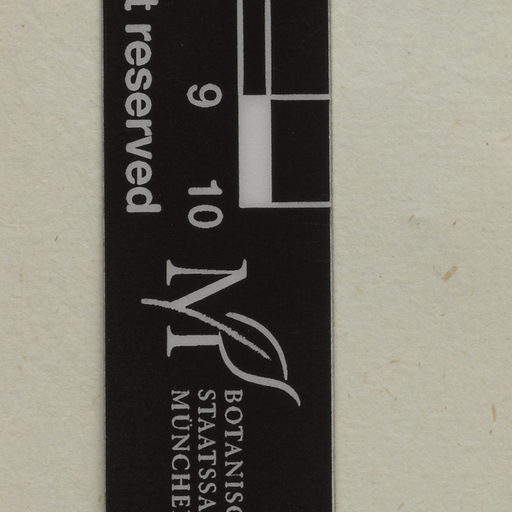 t reserved
9 10
M
BOTANISC
STAATSSA
MÜNCHE